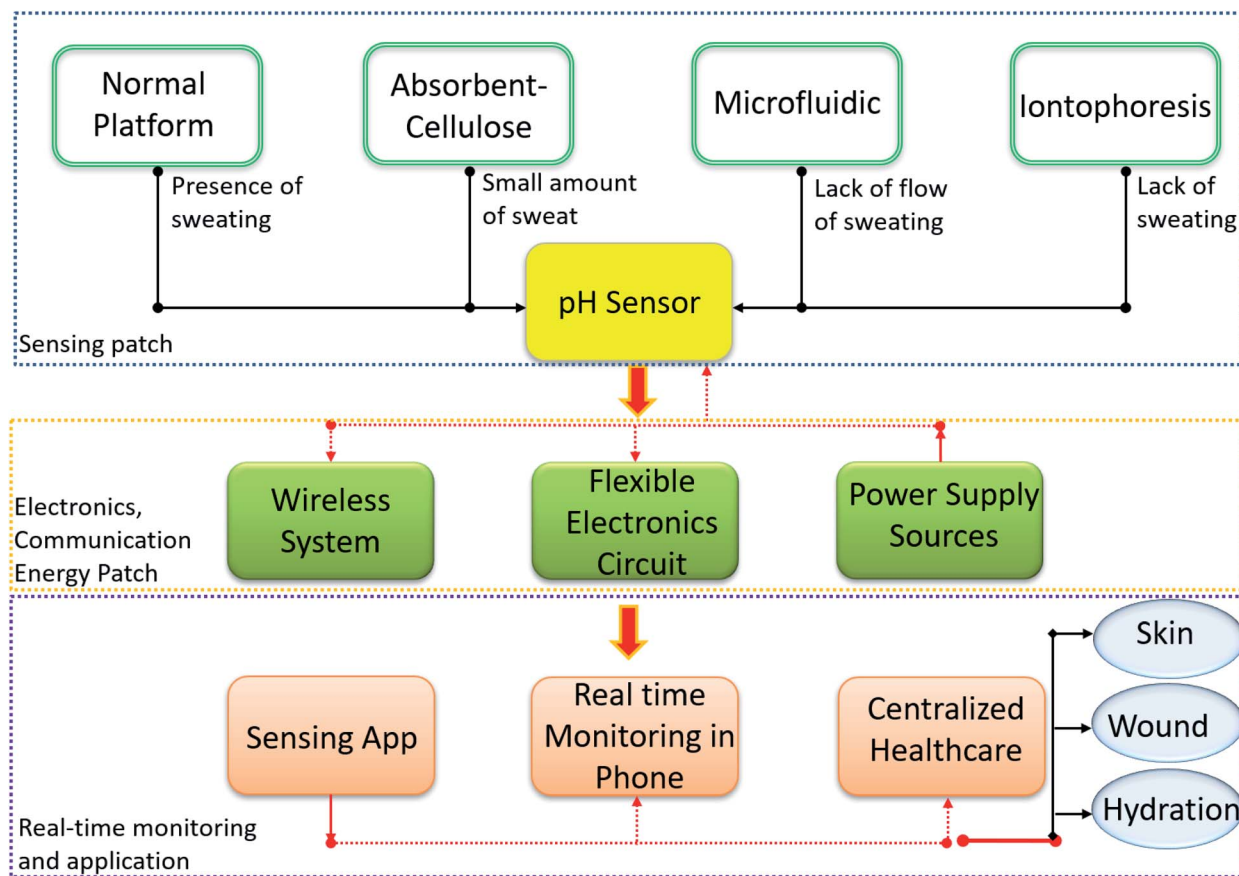 Normal
Platform
Absorbent-
Cellulose
Microfluidic
Iontophoresis
Presence of
sweating
Small amount
of sweat
Lack of flow
of sweating
Lack of
sweating
pH Sensor
Sensing patch
Electronics,
Communication
Energy Patch
Wireless
System
Flexible
Electronics
Circuit
Power Supply
Sources
Sensing App
Real time
Monitoring in
Phone
Centralized
Healthcare
Skin
Wound
Hydration
Real-time monitoring
and application